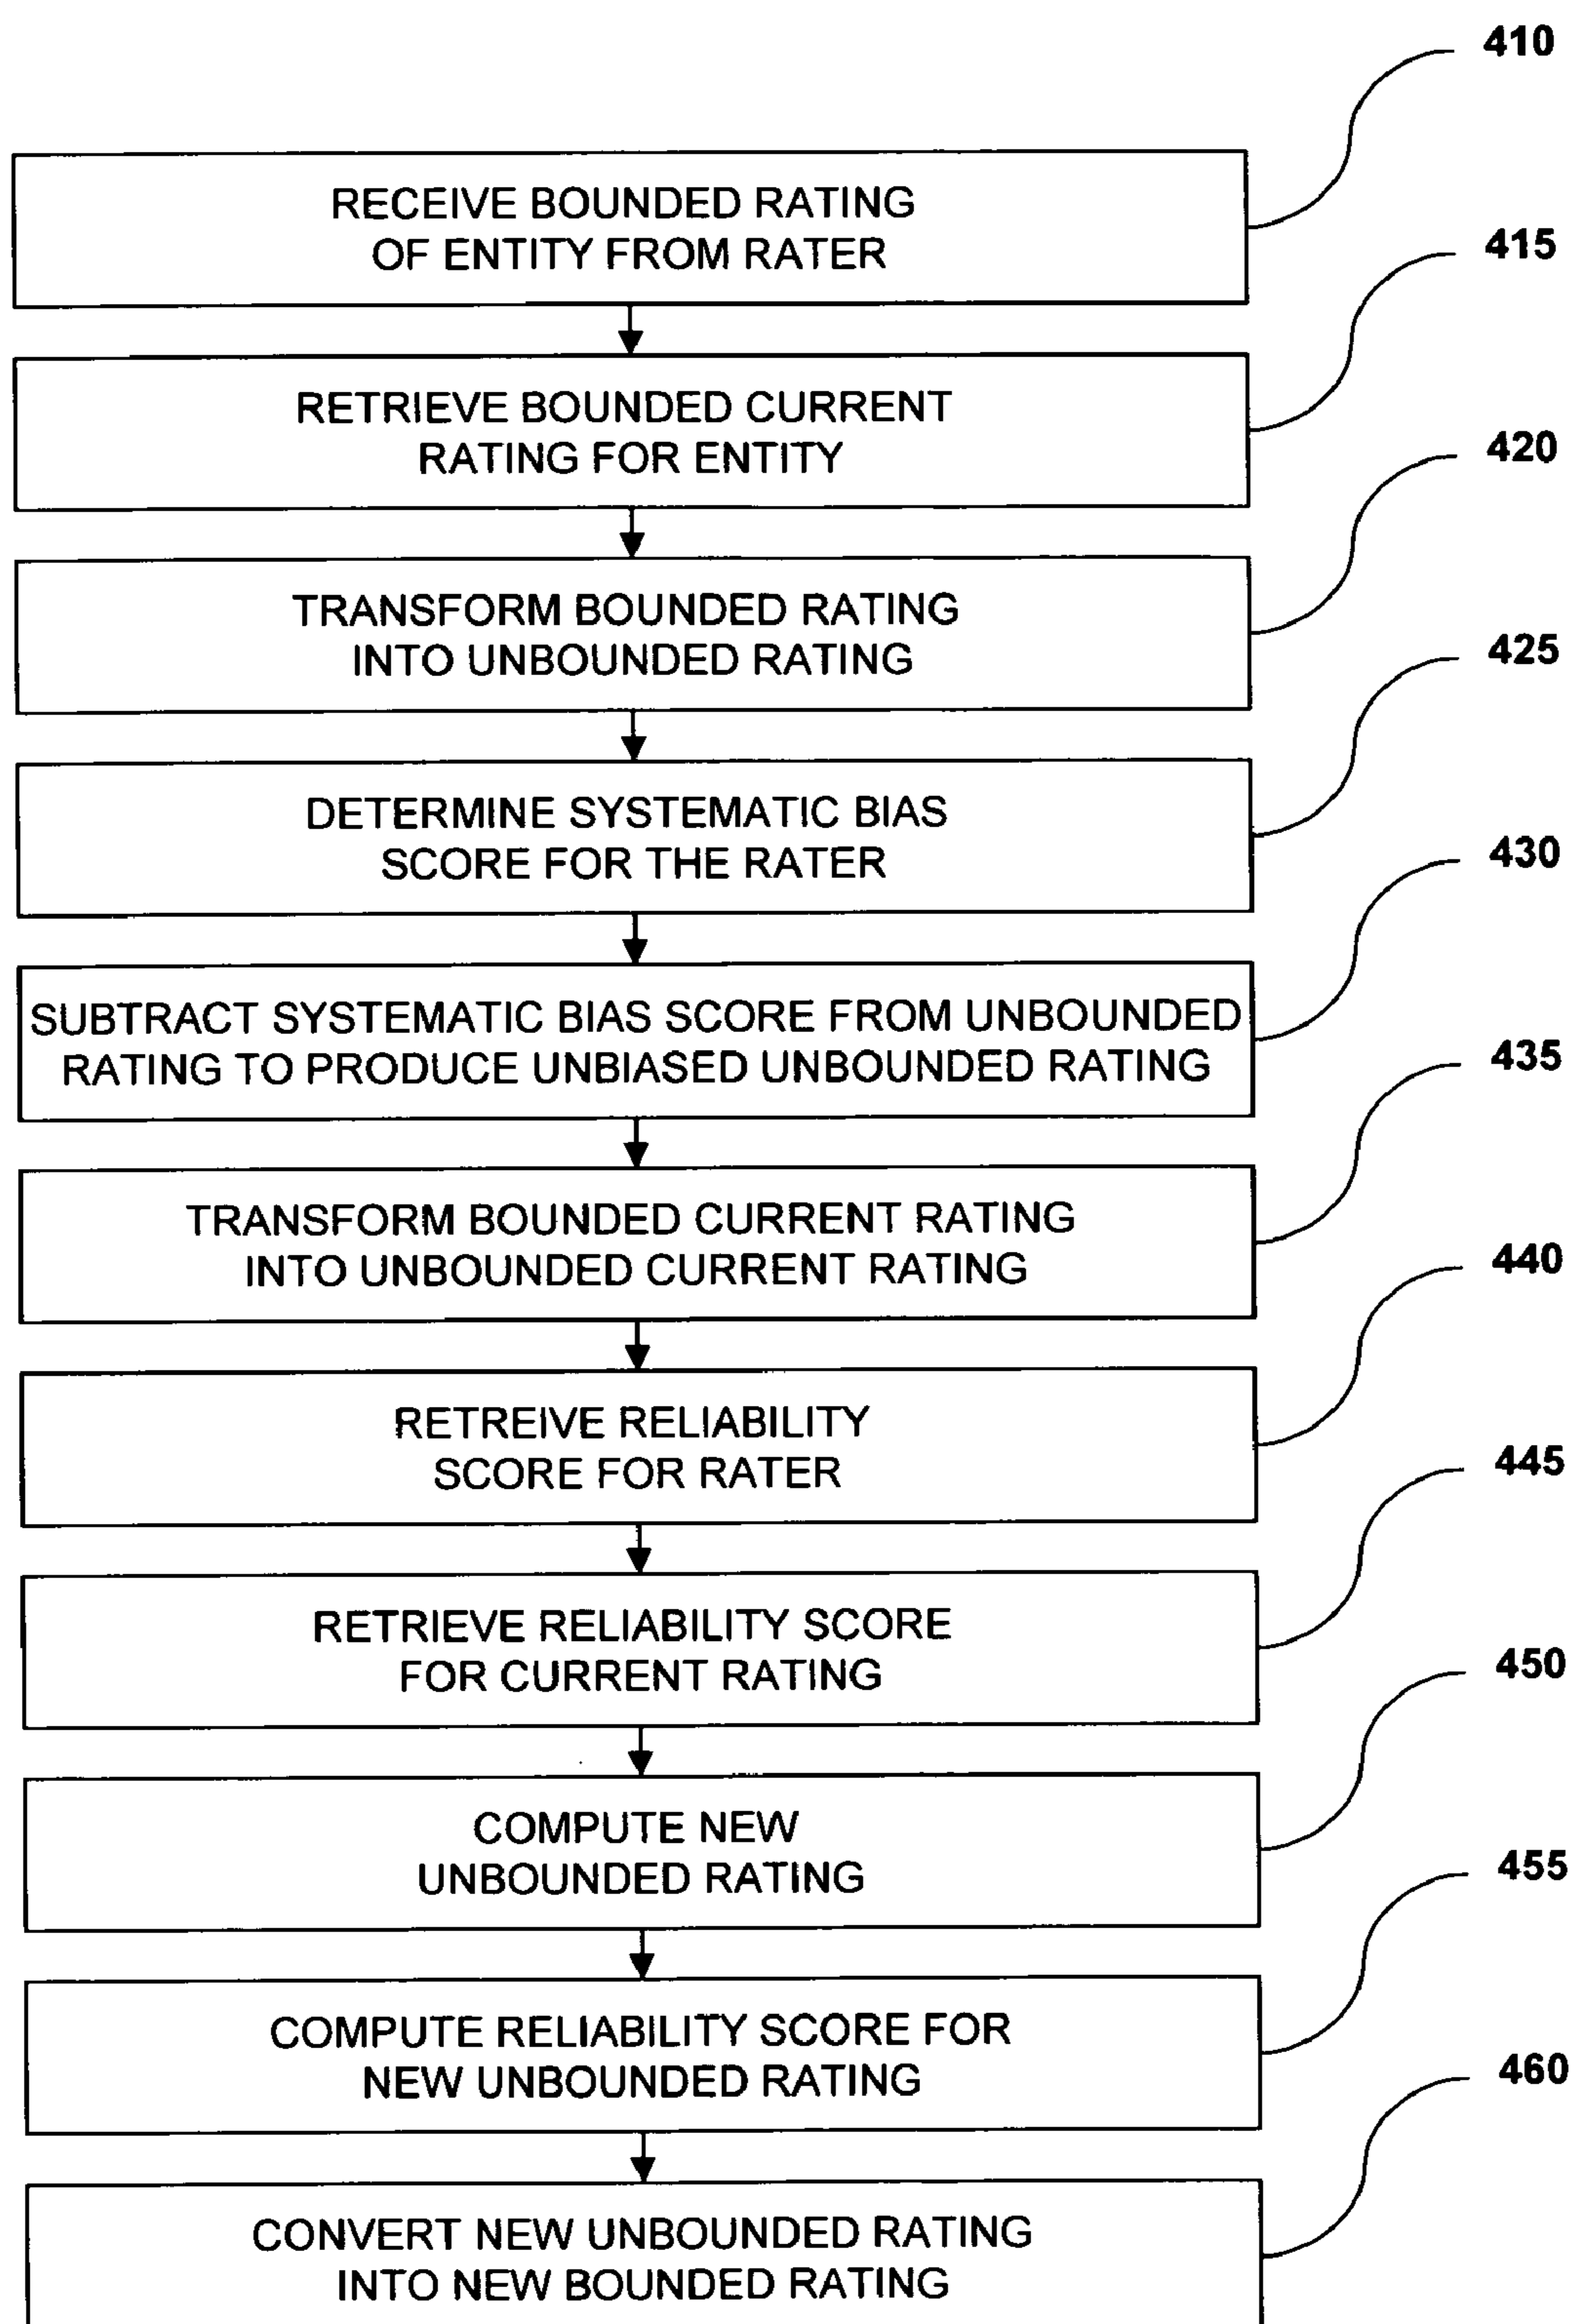 410
RECEIVE BOUNDED RATING
OF ENTITY FROM RATER
415
RETRIEVE BOUNDED CURRENT
RATING FOR ENTITY
420
TRANSFORM BOUNDED RATING
INTO UNBOUNDED RATING
425
DETERMINE SYSTEMATIC BIAS
SCORE FOR THE RATER
430
SUBTRACT SYSTEMATIC BIAS SCORE FROM UNBOUNDED
RATING TO PRODUCE UNBIASED UNBOUNDED RATING
435
TRANSFORM BOUNDED CURRENT RATING
INTO UNBOUNDED CURRENT RATING
440
RETREIVE RELIABILITY
SCORE FOR RATER
445
RETRIEVE RELIABILITY SCORE
FOR CURRENT RATING
450
COMPUTE NEW
UNBOUNDED RATING
455
COMPUTE RELIABILITY SCORE FOR
NEW UNBOUNDED RATING
460
CONVERT NEW UNBOUNDED RATING
INTO NEW BOUNDED RATING